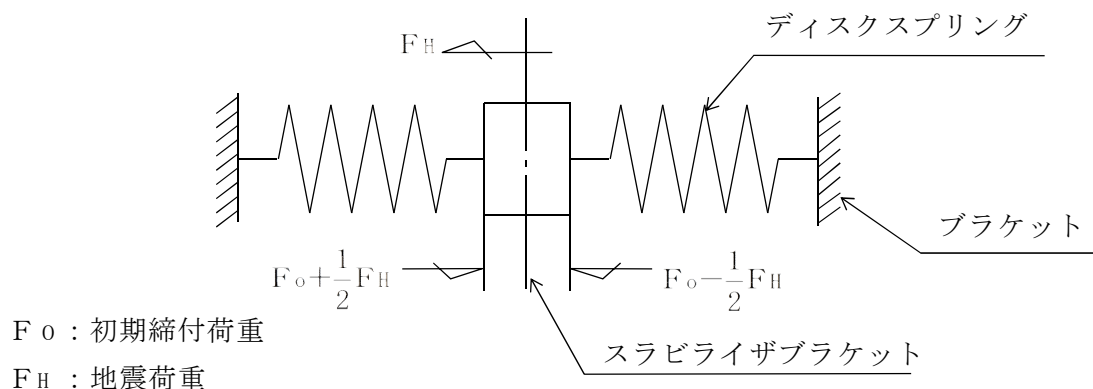 ディスクスプリング
FH
ブラケット
Fo+1/2FH
Fo−1/2FH
Fo:初期締付荷重
スラビライザブラケット
FH:地震荷重